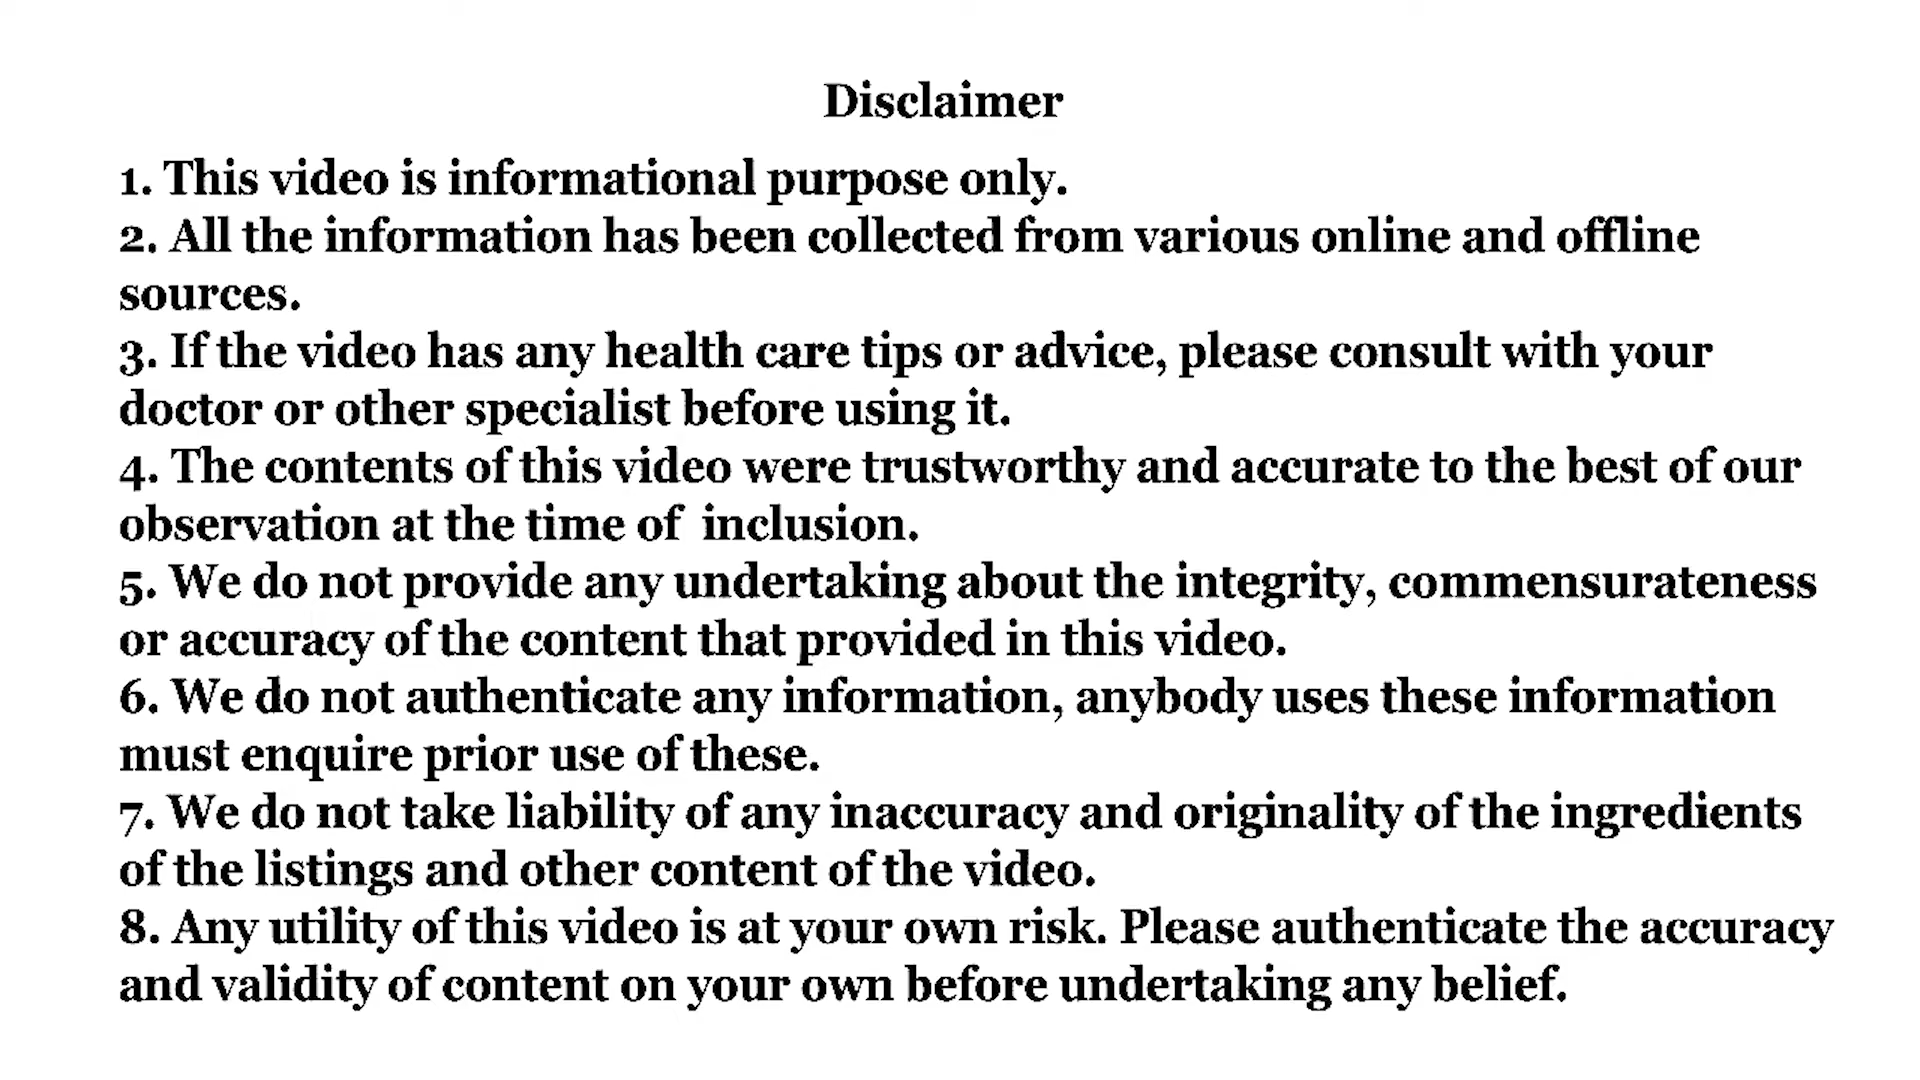 Disclaimer
1. This video is informational purpose only.
2. All the information has been collected from various online and offline
sources.
3. If the video has any health care tips or advice, please consult with your
doctor or other specialist before using it.
4. The contents of this video were trustworthy and accurate to the best of our
observation at the time of  inclusion.
5. We do not provide any undertaking about the integrity, commensurateness
or accuracy of the content that provided in this video.
6. We do not authenticate any information, anybody uses these information
must enquire prior use of these.
7. We do not take liability of any inaccuracy and originality of the ingredients
of the listings and other content of the video.
8. Any utility of this video is at your own risk. Please authenticate the accuracy
and validity of content on your own before undertaking any belief.